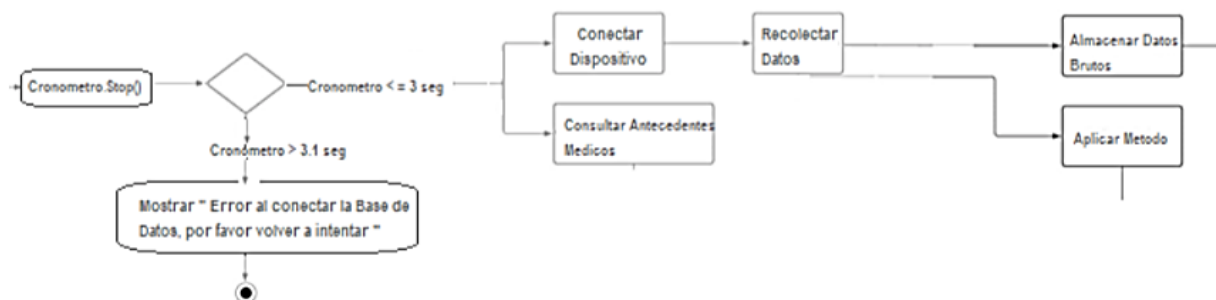 Cronometro.Stop()
Cronometro < = 3 seg
Cronometro > 3.1 seg
Mostrar " Error al conectar la Base de
Datos, por favor volver a intentar "
Conectar
Dispositivo
Consultar Antecedentes
Medicos
Recolectar
Datos
Almacenar Datos
Brutos
Aplicar Metodo